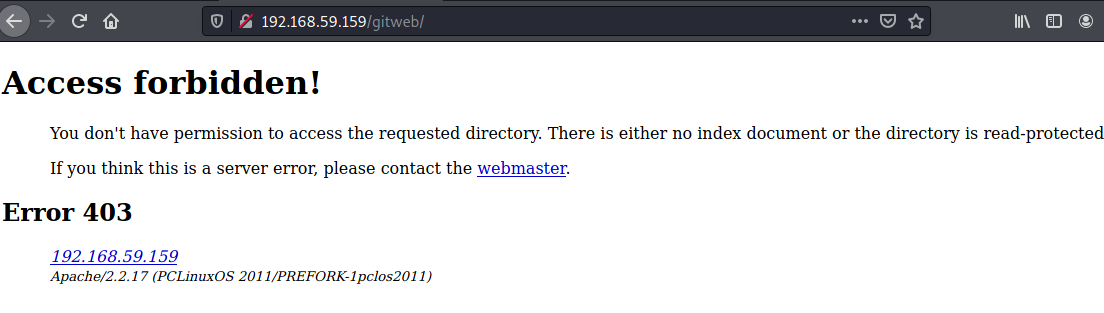 192.168.59.159/gitweb/
Access forbidden!
You don't have permission to access the requested directory. There is either no index document or the directory is read-protected
If you think this is a server error, please contact the webmaster.
Error 403
192.168.59.159
Apache/2.2.17 (PCLinuxOS 2011/PREFORK-1pclos2011)